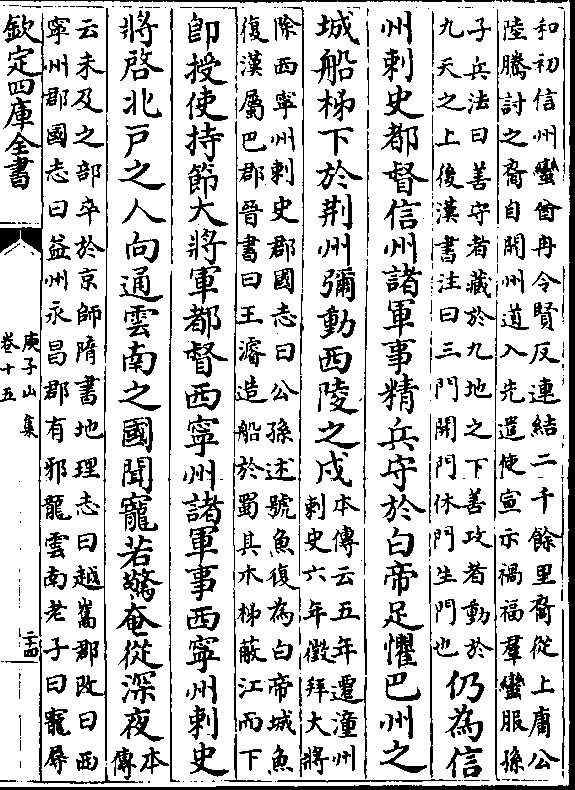 和初信州蠻酋冉令賢反連結二千餘里裔從上庸公
陸騰討之裔自開州道入先遣使宣示禍福羣蠻服孫
子兵法曰善守者藏於九地之下善攻者動於
九天之上後漢書注曰三門開門休門生門也
仍為信
州刺史都督信州諸軍事精兵守於白帝足懼巴州之
城船柹下於荆州彌動西陵之戍
本傳云五年遷潼州
刺史六年徵拜大將
除西寧州刺史郡國志曰公孫述號魚復為白帝城魚
復漢屬巴郡晉書曰王濬造船於蜀具木柹蔽江而下
卽授使持節大將軍都督西寧州諸軍事西寧州刺史
將啓北戸之人向通雲南之國聞寵若驚奄從深夜
本
傳
云未及之部卒於京師隋書地理志曰越嶲郡改曰西
寧州郡國志曰益州永昌郡有邪龍雲南老子曰寵辱
欽定四庫全書
庾子山集
卷十五
二十四